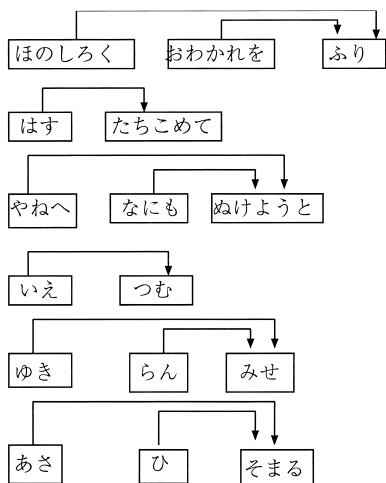 ほのしろく おわかれを ふり
はす たちこめて
やねへ なにも ぬけようと
いえ つむ
ゆき らん みせ
あさ ひ そまる